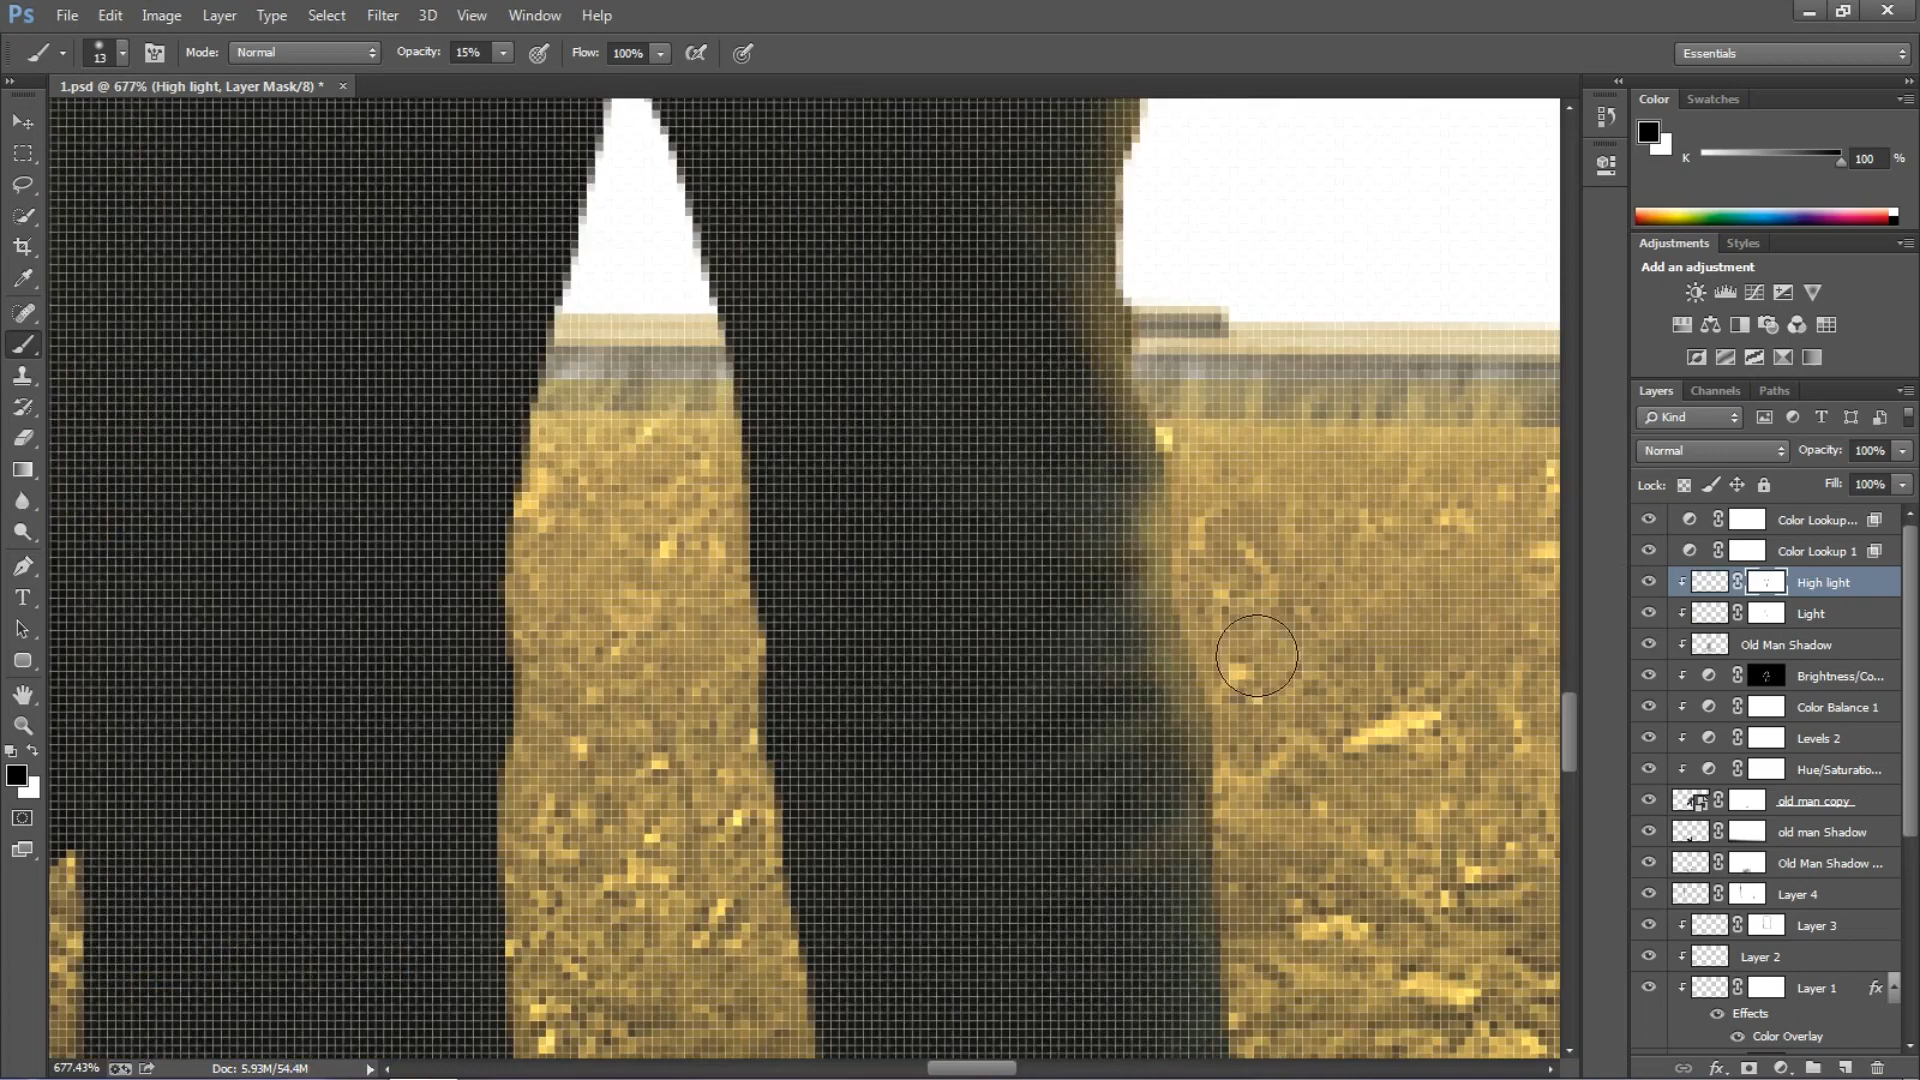 Ps File Edit Image Layer Type Select Filter 3D View Window Help
13 Mode: Normal Opacity: 15% Flow: 100% Essentials
1.psd @ 677% (High light, Layer Mask/8) *
Color Swatches
K 100 %
Adjustments Styles
Add an adjustment
Layers Channels Paths
Kind
Normal Opacity: 100%
Lock: Fill: 100%
Color Lookup...
Color Lookup 1
High light
Light
Old Man Shadow
Brightness/Co...
Color Balance 1
Levels 2
Hue/Saturatio...
old man copy
old man Shadow
Old Man Shadow ...
Layer 4
Layer 3
Layer 2
Layer 1 fx
Effects
Color Overlay
677.43% Doc: 5.93M/54.4M